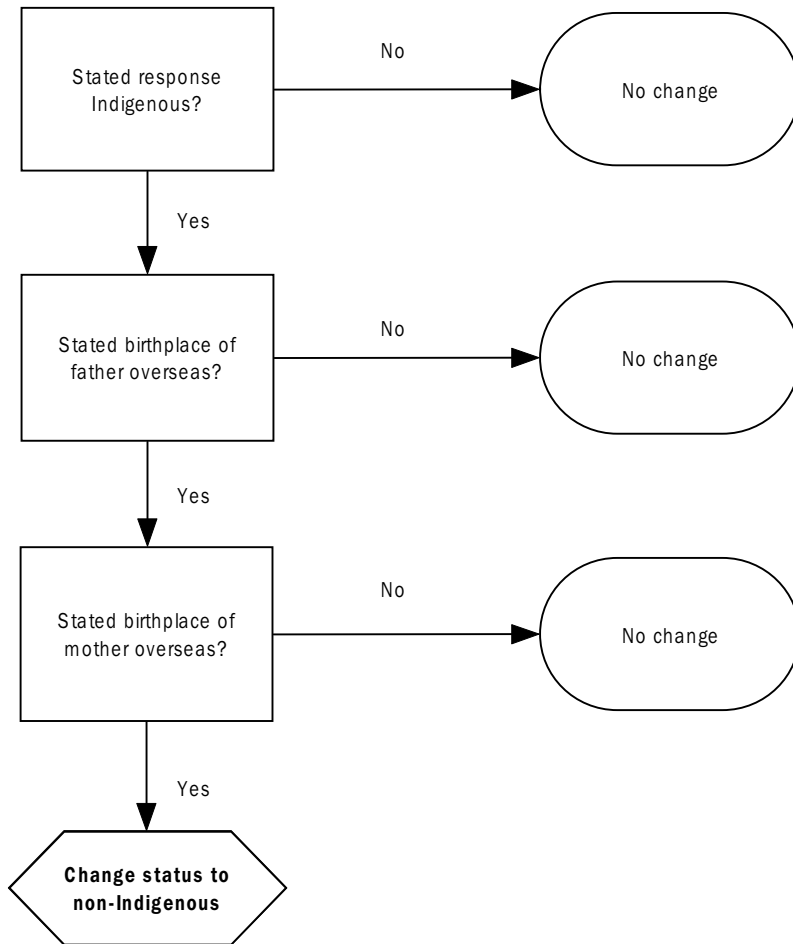 Stated response
Indigenous?
No
No change
Yes
Stated birthplace of
father overseas?
No
No change
Yes
Stated birthplace of
mother overseas?
No
No change
Yes
Change status to
non-Indigenous